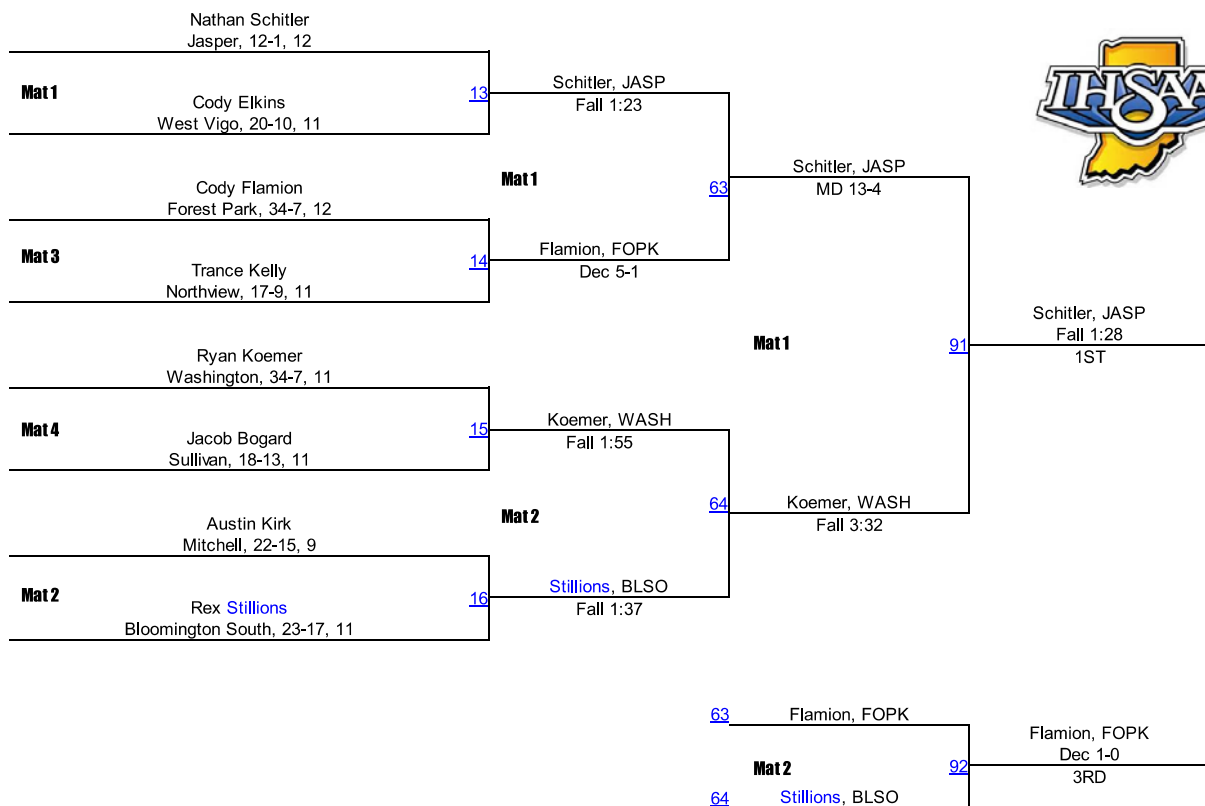 Nathan Schitler
Jasper, 12-1, 12
Mat 1
13
Cody Elkins
West Vigo, 20-10, 11
Schitler, JASP
Fall 1:23
Cody Flamion
Forest Park, 34-7, 12
Mat 3
14
Trance Kelly
Northview, 17-9, 11
Flamion, FOPK
Dec 5-1
Mat 1
63
Schitler, JASP
MD 13-4
Ryan Koemer
Washington, 34-7, 11
Mat 4
15
Jacob Bogard
Sullivan, 18-13, 11
Koemer, WASH
Fall 1:55
Austin Kirk
Mitchell, 22-15, 9
Mat 2
16
Rex Stillions
Bloomington South, 23-17, 11
Stillions, BLSO
Fall 1:37
Mat 2
64
Koemer, WASH
Fall 3:32
Mat 1
91
Schitler, JASP
Fall 1:28
1ST
IHSAA
63
Flamion, FOPK
Mat 2
92
64
Stillions, BLSO
Flamion, FOPK
Dec 1-0
3RD